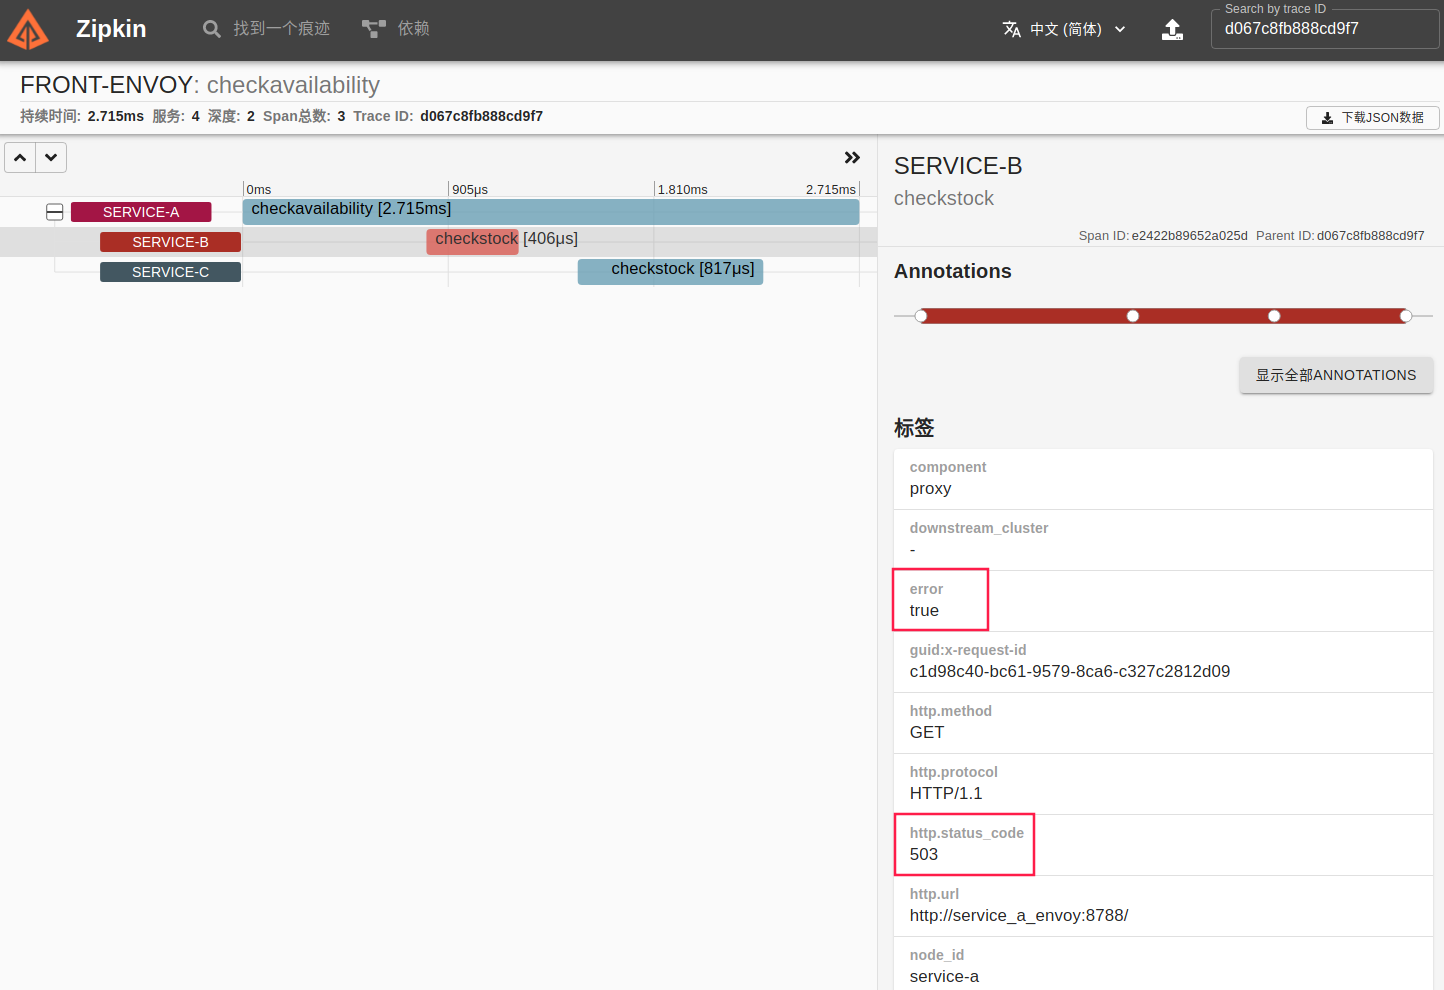 Zipkin
找到一个痕迹
依赖
中文 (简体)
Search by trace ID
d067c8fb888cd9f7
FRONT-ENVOY: checkavailability
持续时间: 2.715ms 服务: 4 深度: 2 Span总数: 3 Trace ID: d067c8fb888cd9f7
下载JSON数据
0ms 905μs 1.810ms 2.715ms
SERVICE-A checkavailability [2.715ms]
SERVICE-B checkstock [406μs]
SERVICE-C checkstock [817μs]
SERVICE-B
checkstock
Span ID: e2422b89652a025d Parent ID: d067c8fb888cd9f7
Annotations
显示全部ANNOTATIONS
标签
component
proxy
downstream_cluster
-
error
true
guid:x-request-id
c1d98c40-bc61-9579-8ca6-c327c2812d09
http.method
GET
http.protocol
HTTP/1.1
http.status_code
503
http.url
http://service_a_envoy:8788/
node_id
service-a